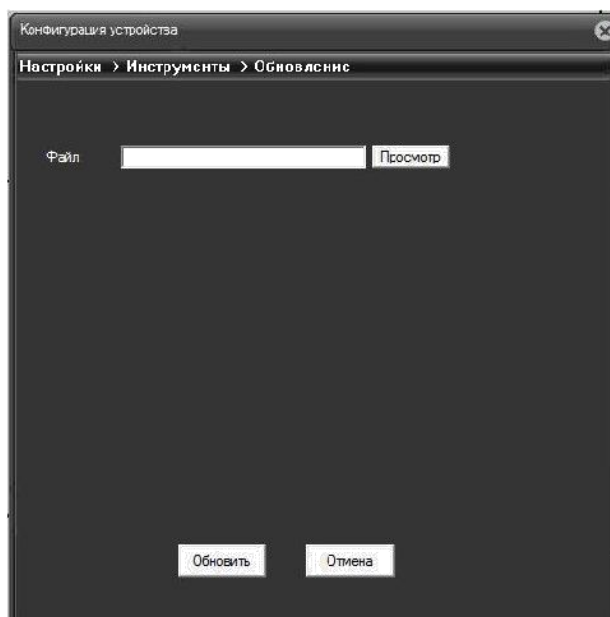 Конфигурация устройства
Настройки > Инструменты > Обновление
Файл Просмотр
Обновить Отмена